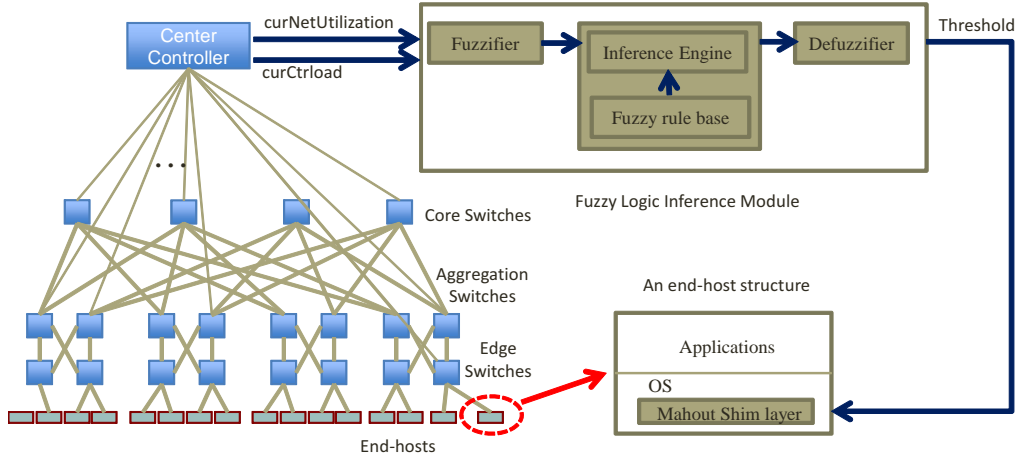 Center
Controller
curNetUtilization
curCtrload
Fuzzifier
Inference Engine
Fuzzy rule base
Defuzzifier
Threshold
Fuzzy Logic Inference Module
...
Core Switches
Aggregation
Switches
Edge
Switches
End-hosts
An end-host structure
Applications
OS
Mahout Shim layer